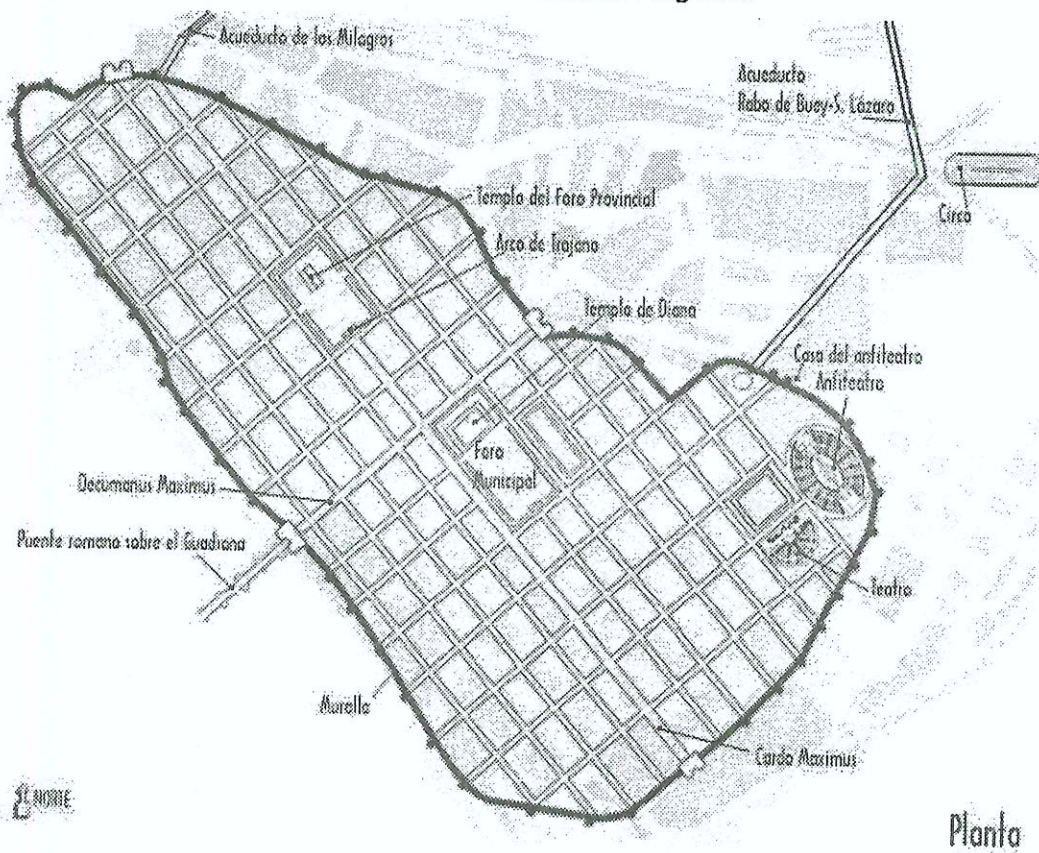 Acueducto de los Milagros
Acueducto
Rabo de Buey-S. Lázaro
Circo
Templo del Foro Provincial
Arco de Trajano
Templo de Diana
Casa del anfiteatro
Anfiteatro
Foro
Municipal
Decumanus Maximus
Puente romano sobre el Guadiana
Teatro
Muralla
Cardo Maximus
NORTE
Planta